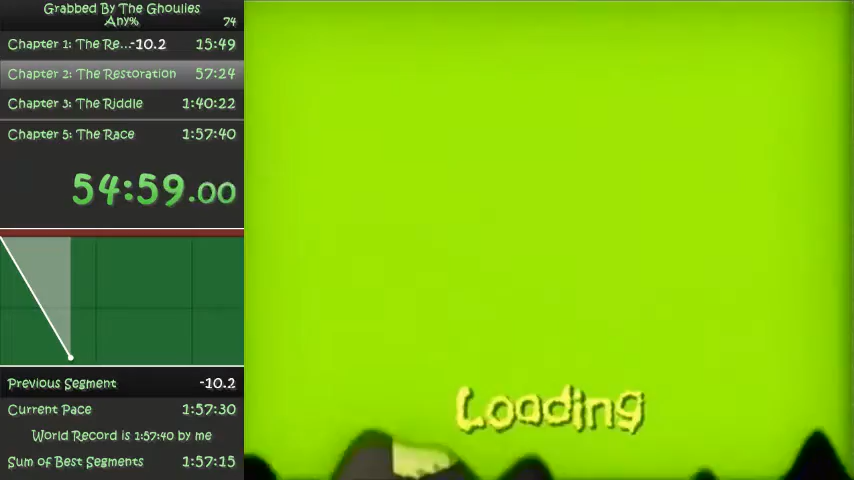 Grabbed By The Ghoulies
Any%
74
Chapter 1: The Re...-10.2 15:49
Chapter 2: The Restoration 57:24
Chapter 3: The Riddle 1:40:22
Chapter 5: The Race 1:57:40
54:59.00
Previous Segment -10.2
Current Pace 1:57:30
World Record is 1:57:40 by me
Sum of Best Segments 1:57:15
Loading